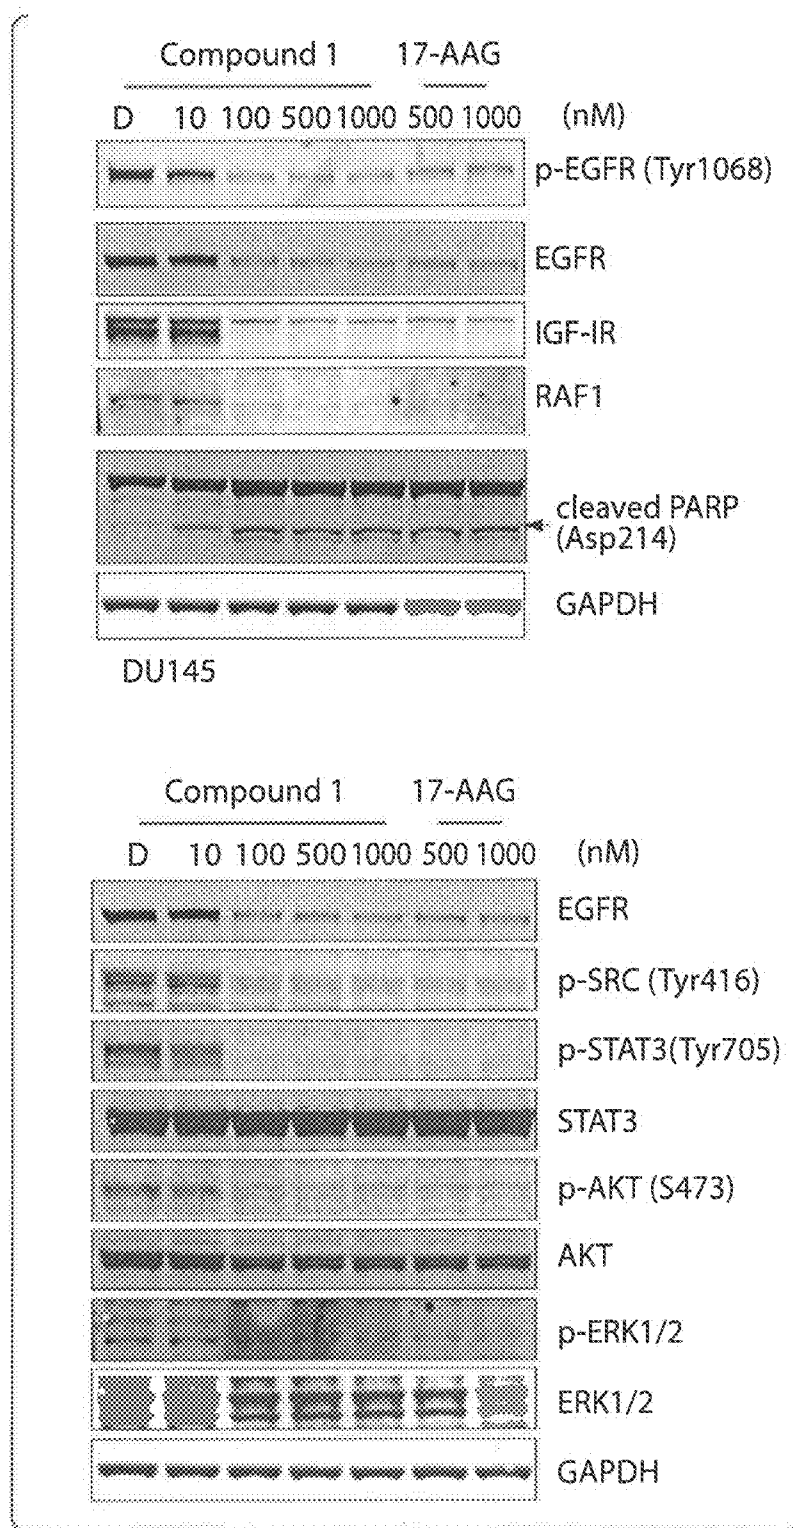 Compound 1 17-AAG
D 10 100 500 1000 500 1000 (nM)
p-EGFR (Tyr1068)
EGFR
IGF-IR
RAF1
cleaved PARP
(Asp214)
GAPDH
DU145
Compound 1 17-AAG
D 10 100 500 1000 500 1000 (nM)
EGFR
p-SRC (Tyr416)
p-STAT3(Tyr705)
STAT3
p-AKT (S473)
AKT
p-ERK1/2
ERK1/2
GAPDH